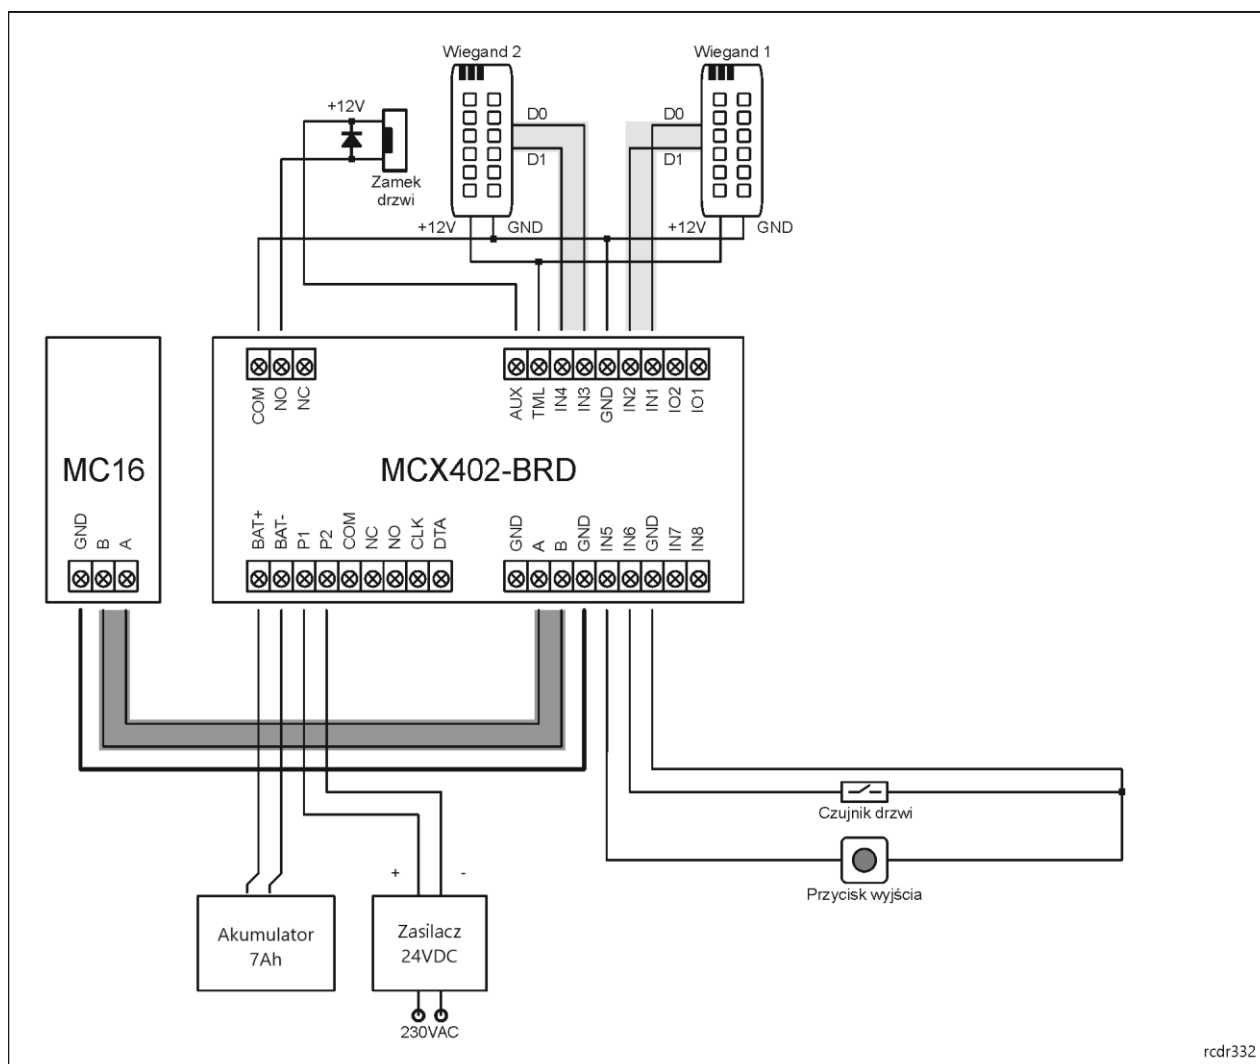 Wiegand 2
Wiegand 1
+12V
D0
D1
D0
D1
Zamek
drzwi
+12V
GND
+12V
GND
COM
NO
NC
AUX
TML
IN4
IN3
GND
IN2
IN1
IO2
IO1
MC16
MCX402-BRD
GND
B
A
BAT+
BAT-
P1
P2
COM
NC
NO
CLK
DTA
GND
A
B
GND
IN5
IN6
GND
IN7
IN8
Czujnik drzwi
Przycisk wyjścia
+
-
Akumulator
7Ah
Zasilacz
24VDC
230VAC
rcdr332